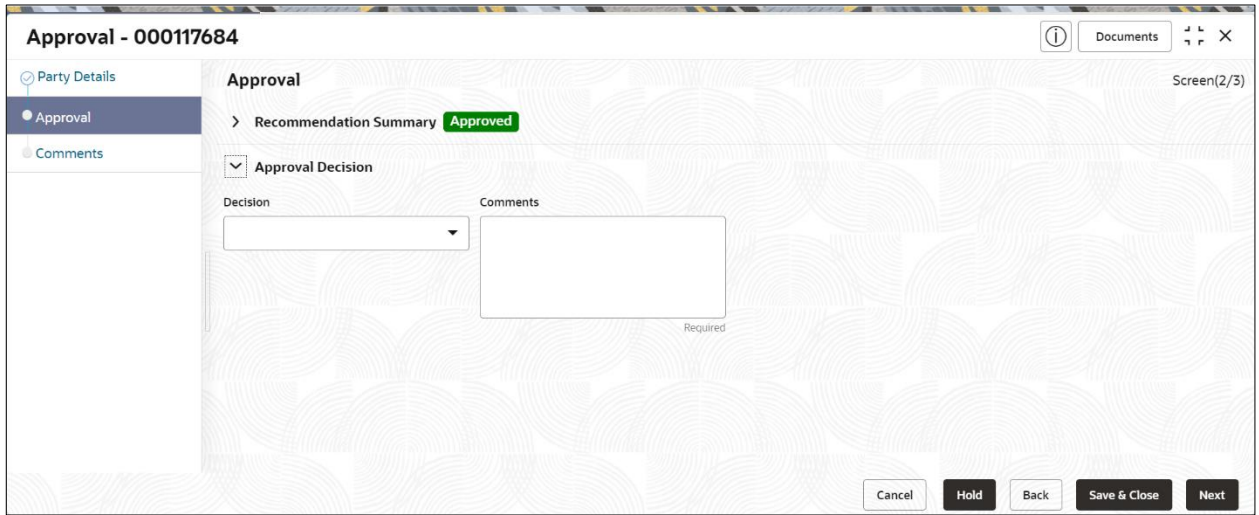 Approval - 000117684
Documents
Party Details
Approval
Comments
Approval
Screen(2/3)
Recommendation Summary Approved
Approval Decision
Decision
Comments
Required
Cancel
Hold
Back
Save & Close
Next